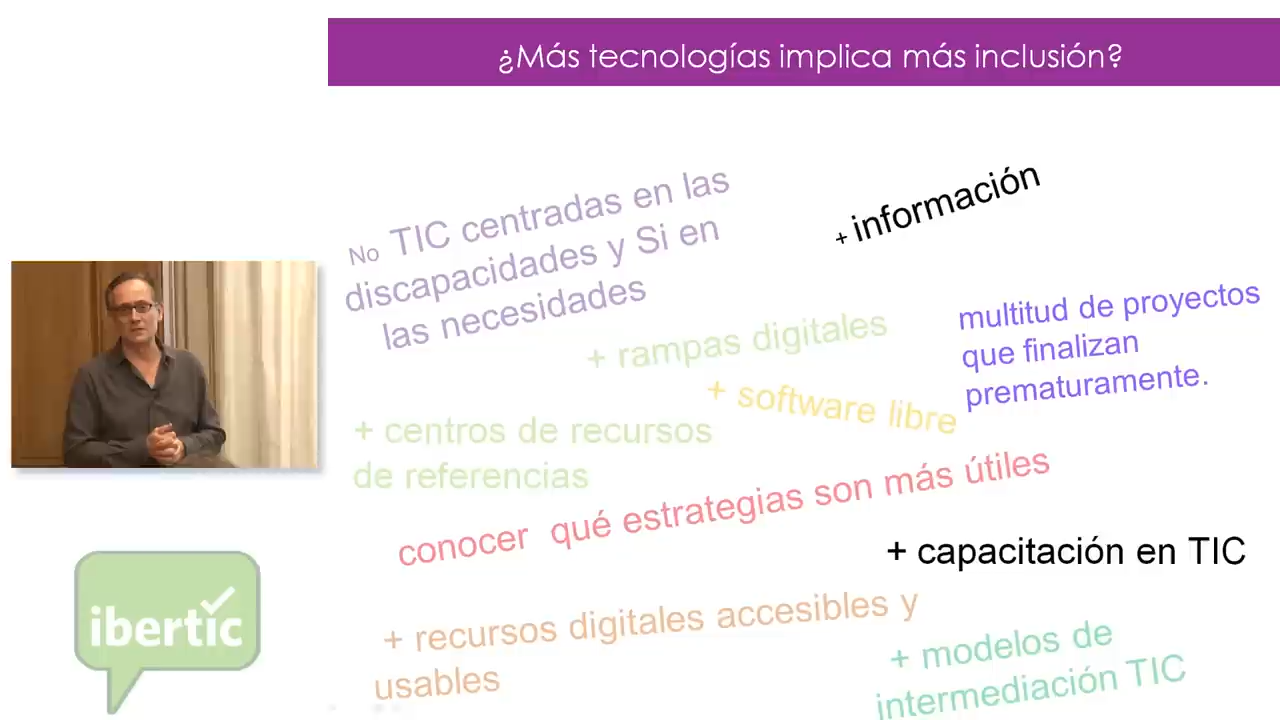 ¿Más tecnologías implica más inclusión?
No TIC centradas en las
discapacidades y Si en
las necesidades
+ información
+ rampas digitales
multitud de proyectos
que finalizan
prematuramente.
+ software libre
+ centros de recursos
de referencias
conocer qué estrategias son más útiles
+ capacitación en TIC
+ recursos digitales accesibles y
usables
+ modelos de
intermediación TIC
ibertic